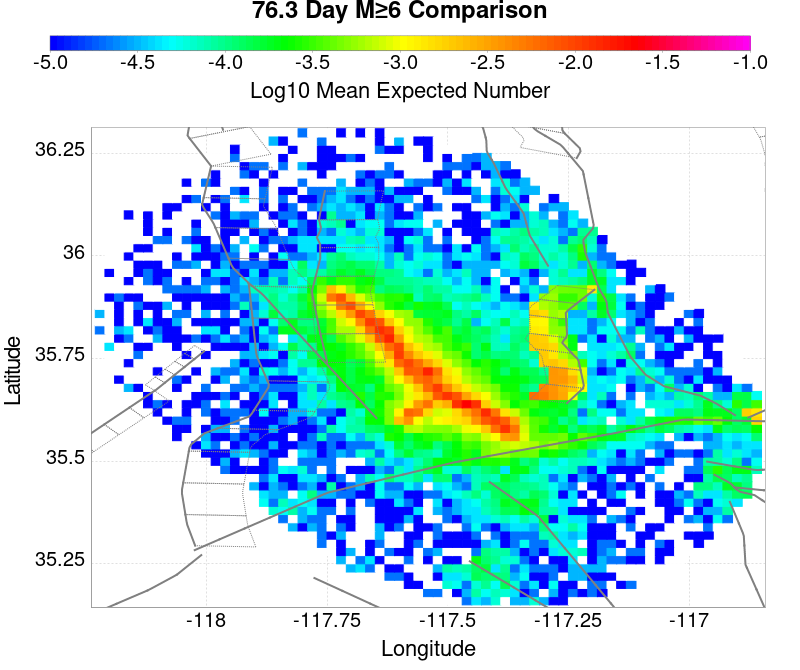 76.3 Day M≥6 Comparison
-5.0 -4.5 -4.0 -3.5 -3.0 -2.5 -2.0 -1.5 -1.0
Log10 Mean Expected Number
36.25
36
35.75
35.5
35.25
Latitude
-118 -117.75 -117.5 -117.25 -117
Longitude